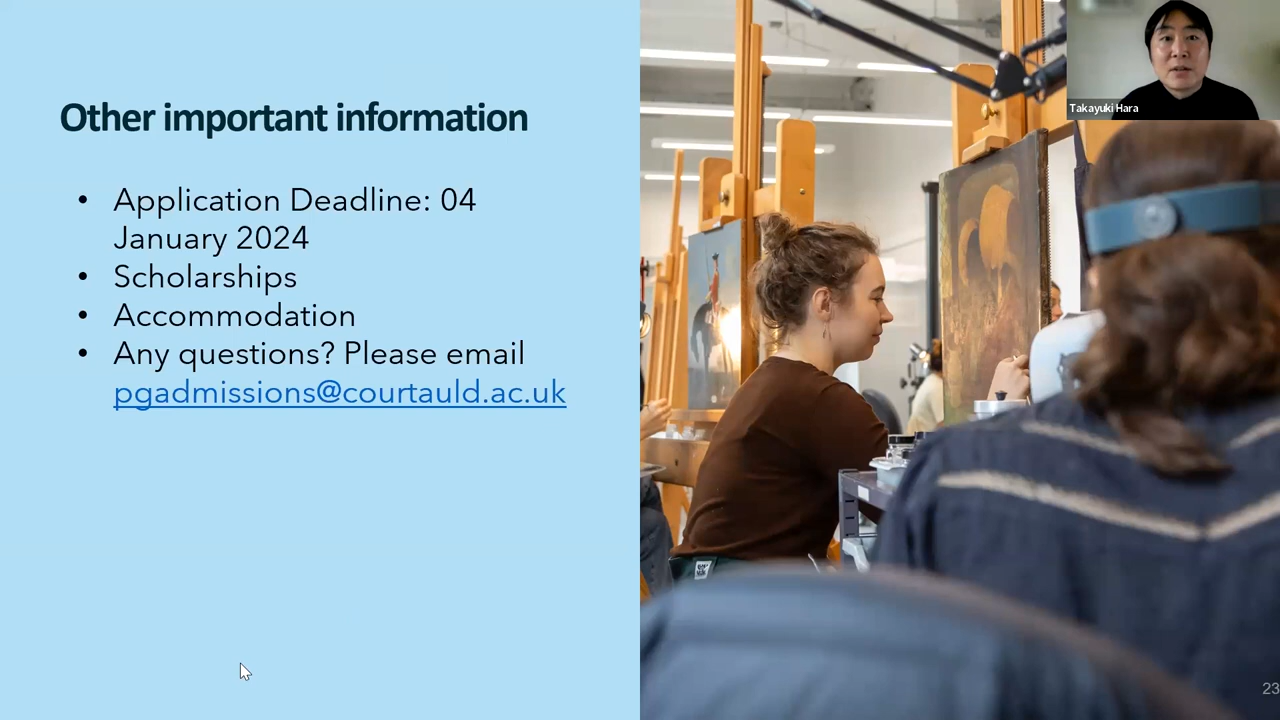 Takayuki Hara
Other important information
• Application Deadline: 04
January 2024
• Scholarships
• Accommodation
• Any questions? Please email
pgadmissions@courtauld.ac.uk
23